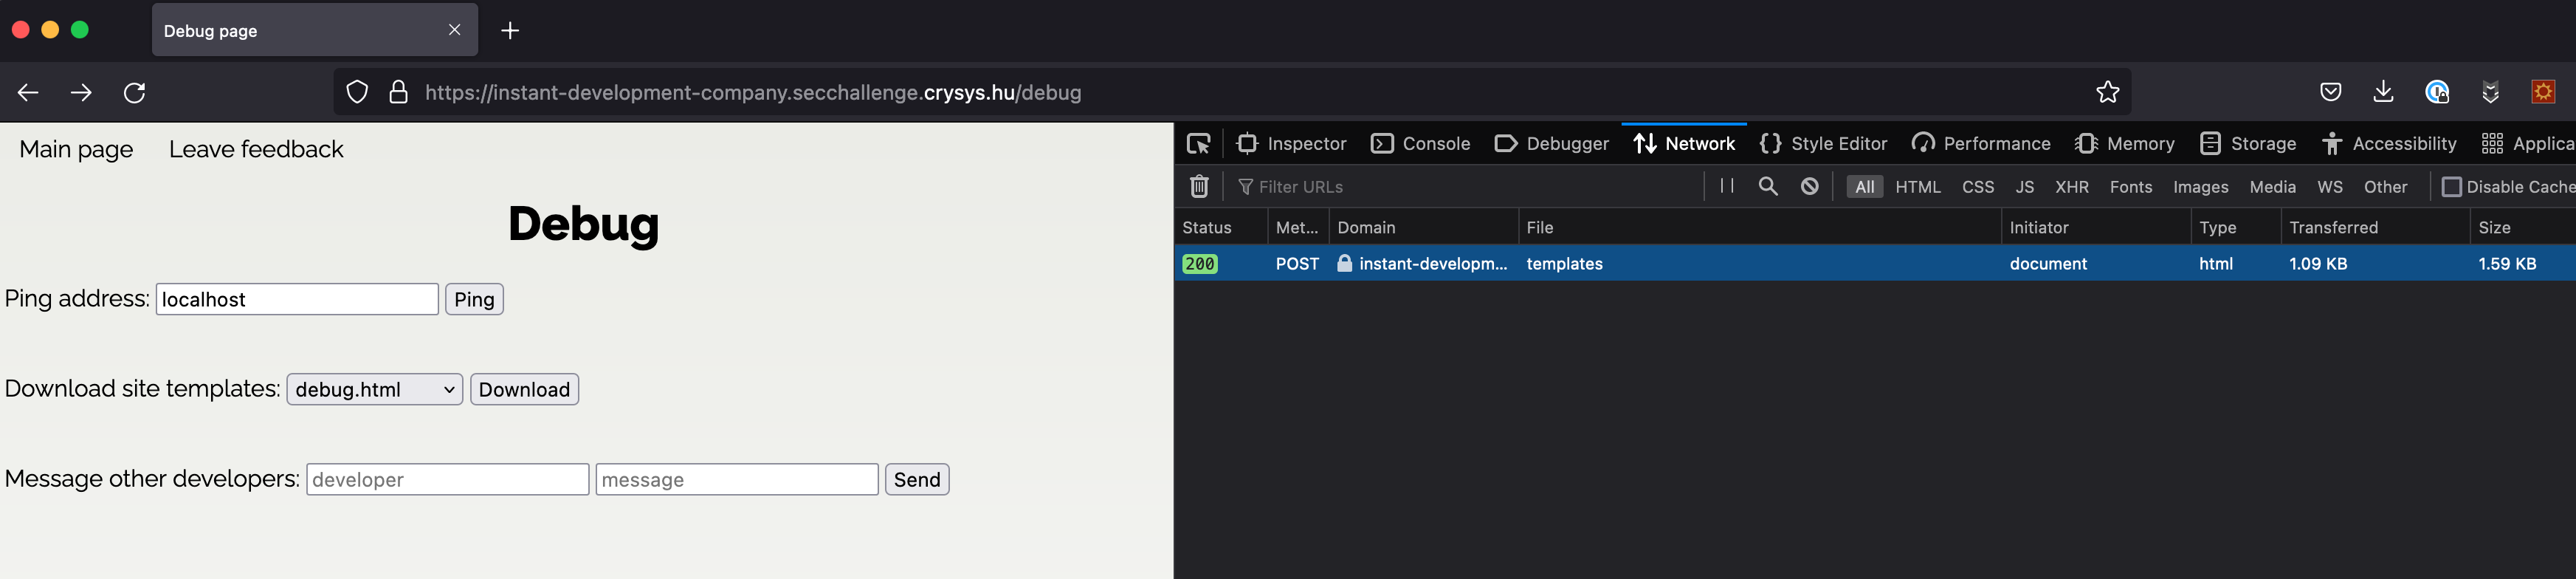 Debug page
https://instant-development-company.secchallenge.crysys.hu/debug
Main page Leave feedback
Debug
Ping address: localhost Ping
Download site templates: debug.html Download
Message other developers: developer message Send
Inspector Console Debugger Network Style Editor Performance Memory Storage Accessibility Applica
Filter URLs All HTML CSS JS XHR Fonts Images Media WS Other Disable Cache
Status Met... Domain File Initiator Type Transferred Size
200 POST instant-developm... templates document html 1.09 KB 1.59 KB